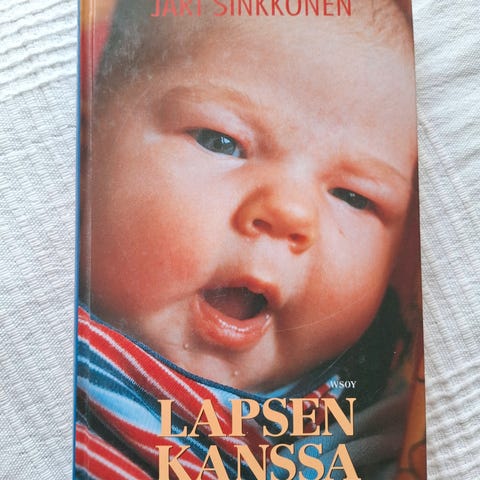 JARI SINKKONEN
WSOY
LAPSEN
KANSSA